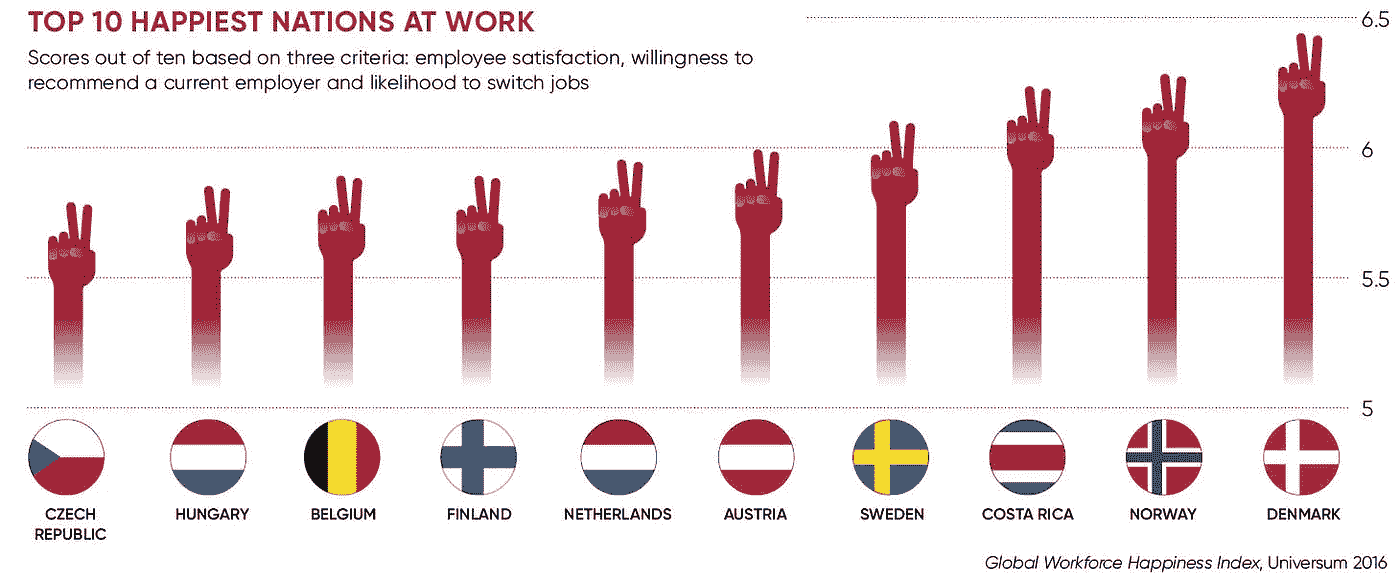 TOP 10 HAPPIEST NATIONS AT WORK
Scores out of ten based on three criteria: employee satisfaction, willingness to
recommend a current employer and likelihood to switch jobs
6.5
6
5.5
5
CZECH
REPUBLIC
HUNGARY
BELGIUM
FINLAND
NETHERLANDS
AUSTRIA
SWEDEN
COSTA RICA
NORWAY
DENMARK
Global Workforce Happiness Index, Universum 2016